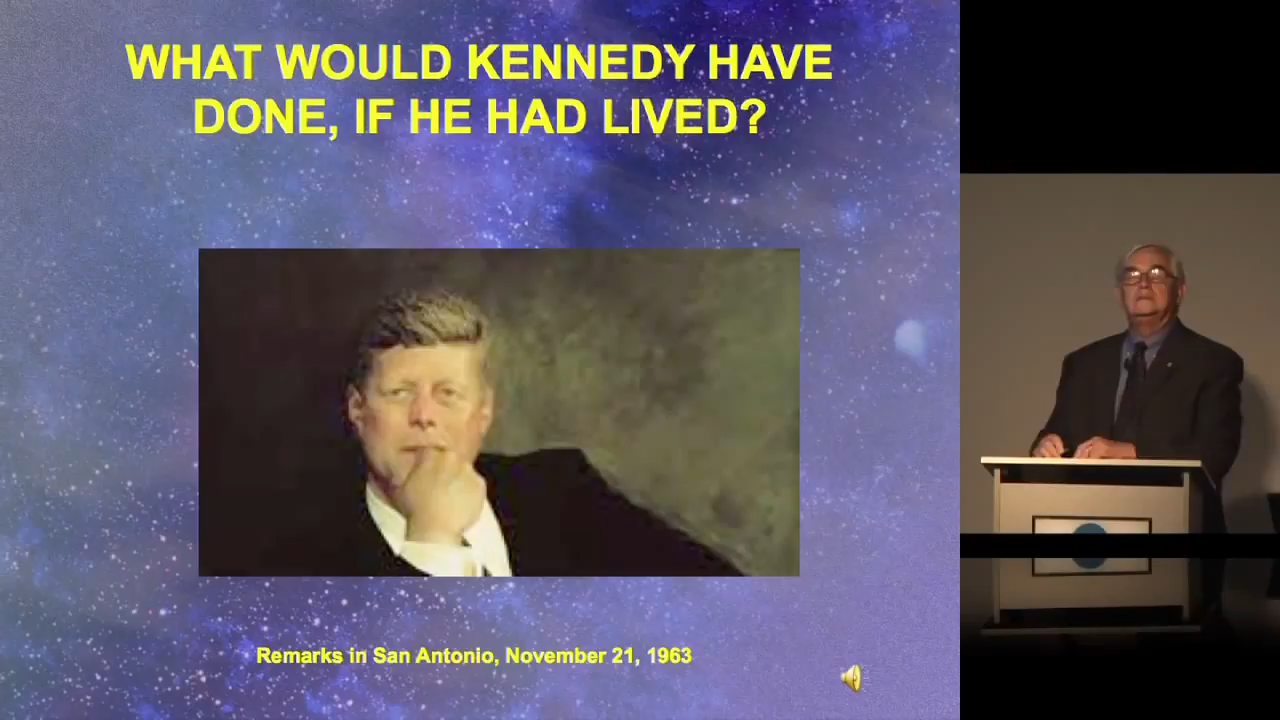 WHAT WOULD KENNEDY HAVE
DONE, IF HE HAD LIVED?
Remarks in San Antonio, November 21, 1963